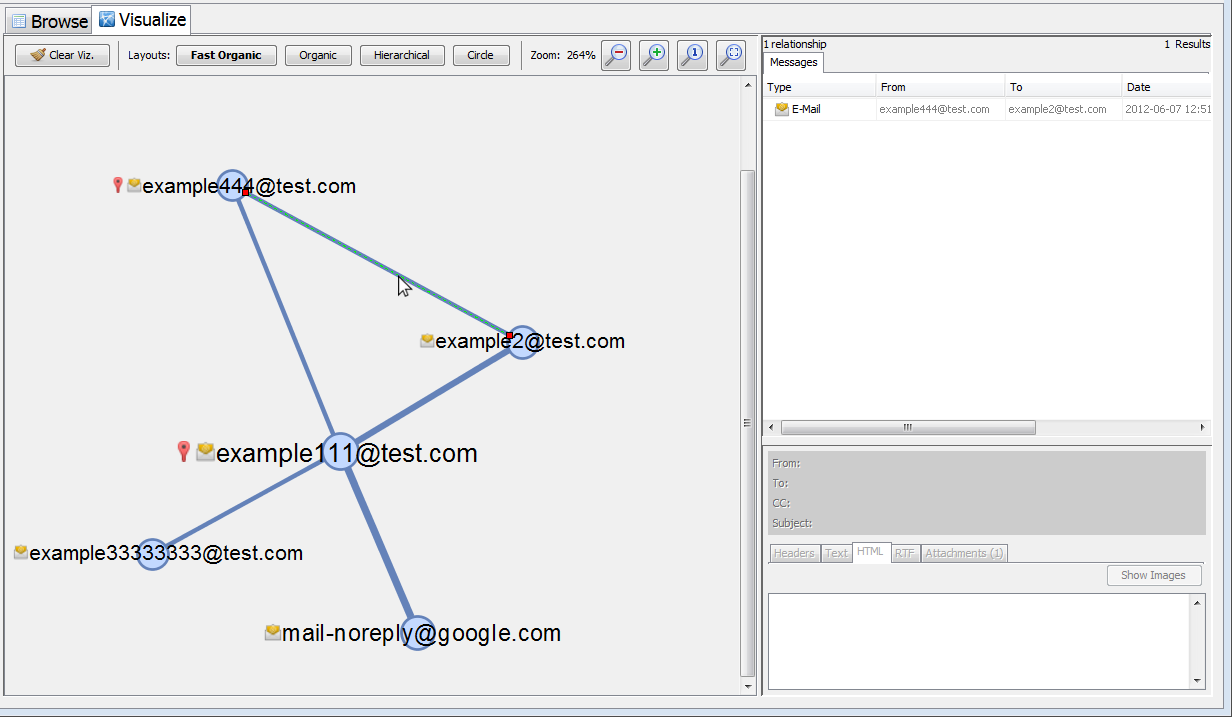 Browse Visualize
Clear Viz. Layouts: Fast Organic Organic Hierarchical Circle Zoom: 264% 1
example444@test.com
example2@test.com
example111@test.com
example33333333@test.com
mail-noreply@google.com
1 relationship 1 Results
Messages
Type From To Date
E-Mail example444@test.com example2@test.com 2012-06-07 12:51
From:
To:
CC:
Subject:
Headers Text HTML RTF Attachments (1)
Show Images